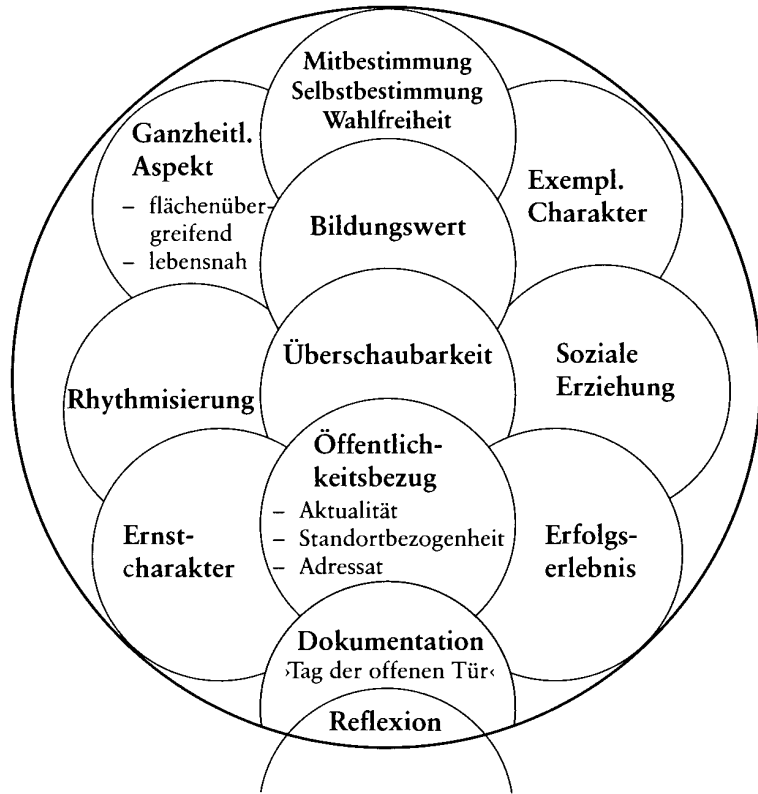 Mitbestimmung
Selbstbestimmung
Wahlfreiheit
Ganzheitl.
Aspekt
– flächenüber-
greifend
– lebensnah
Bildungswert
Exempl.
Charakter
Rhythmisierung
Überschaubarkeit
Soziale
Erziehung
Ernst-
charakter
Öffentlich-
keitsbezug
– Aktualität
– Standortbezogenheit
– Adressat
Erfolgs-
erlebnis
Dokumentation
›Tag der offenen Tür‹
Reflexion